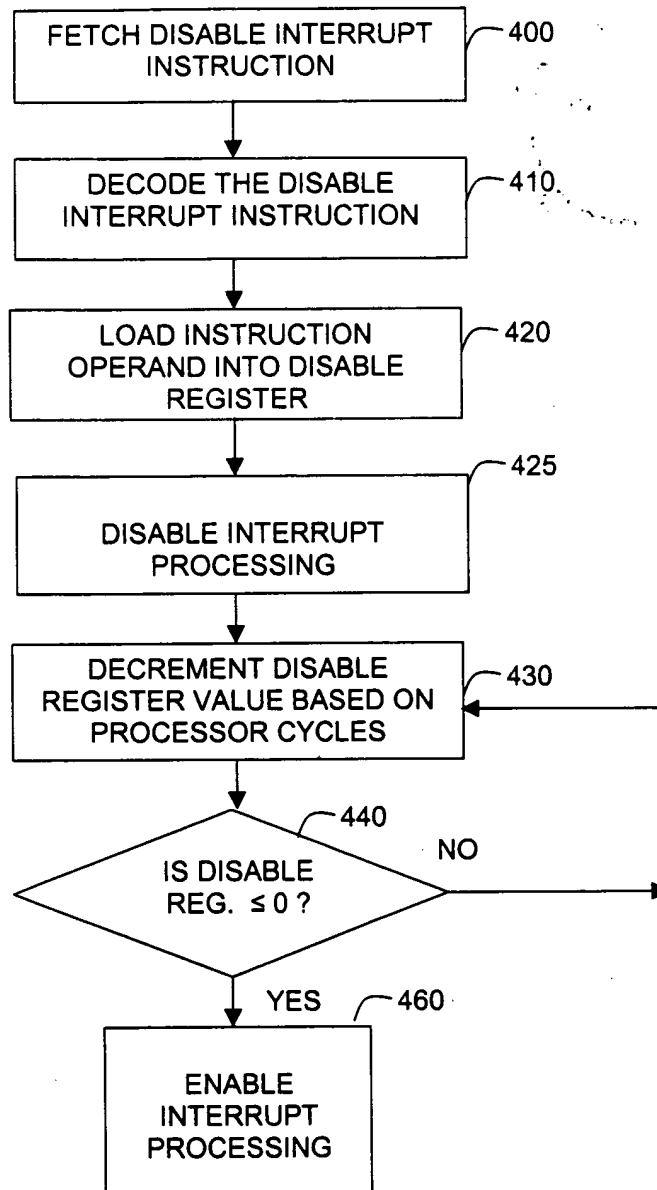 FETCH DISABLE INTERRUPT
INSTRUCTION
400
DECODE THE DISABLE
INTERRUPT INSTRUCTION
410
LOAD INSTRUCTION
OPERAND INTO DISABLE
REGISTER
420
425
DISABLE INTERRUPT
PROCESSING
DECREMENT DISABLE
REGISTER VALUE BASED ON
PROCESSOR CYCLES
430
440
IS DISABLE
REG. ≤ 0 ?
NO
YES
460
ENABLE
INTERRUPT
PROCESSING